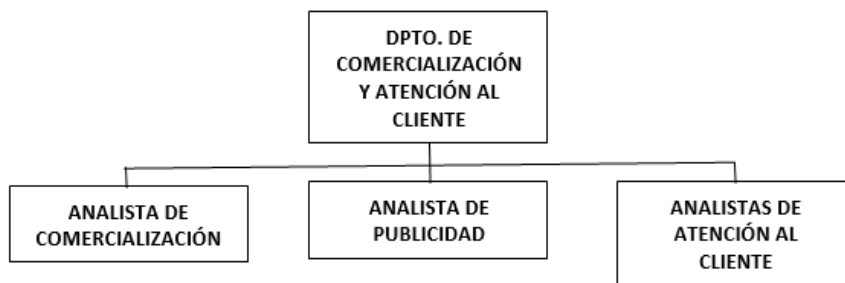 DPTO. DE
COMERCIALIZACIÓN
Y ATENCIÓN AL
CLIENTE
ANALISTA DE
COMERCIALIZACIÓN
ANALISTA DE
PUBLICIDAD
ANALISTAS DE
ATENCIÓN AL
CLIENTE